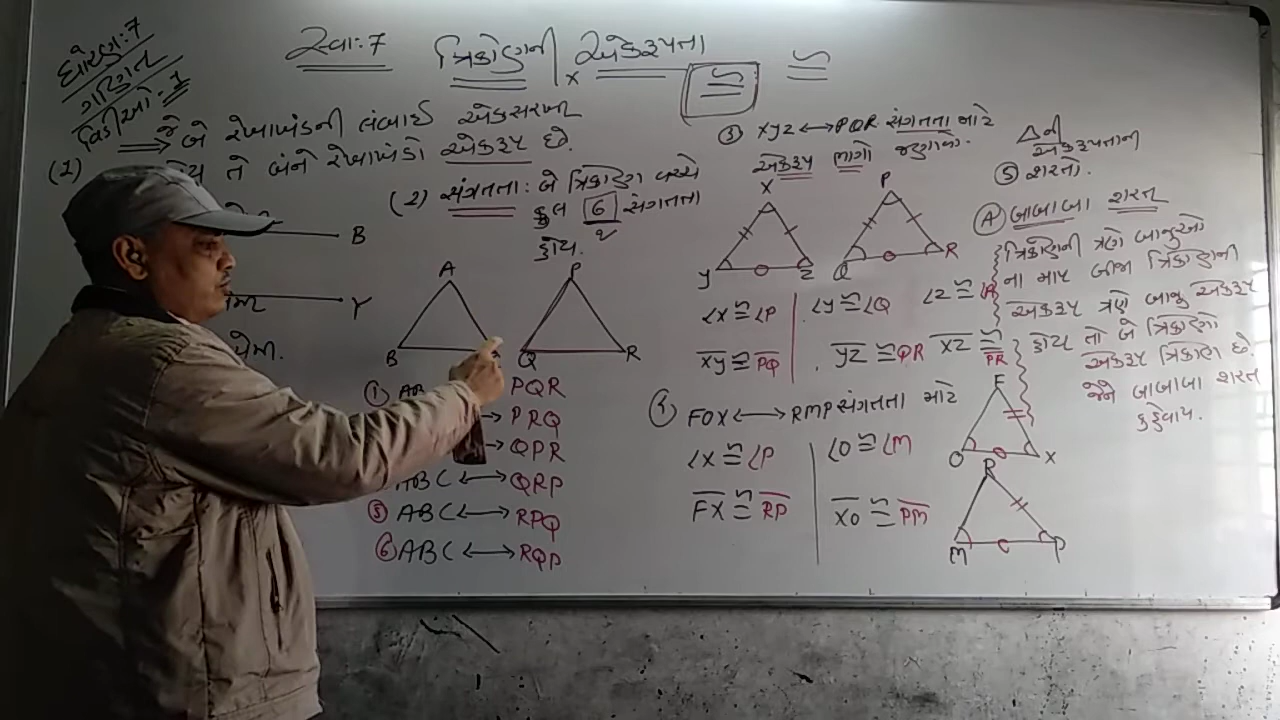 ધોરણ:7
ગણિત
વિડીઓ-1
સ્વા:7 ત્રિકોણની એકરૂપતા ≅ ≅
(1) જે બે રેખાખંડની લંબાઈ એકસરખી
તે બંને રેખાખંડો એકરૂપ છે.
B
Y
(2) સંગતતા: બે ત્રિકોણ વચ્ચે
કુલ 6 સંગતતા
હોય.
A
B
P
Q R
① AB PQR
PRQ
QPR
ABC ↔ QRP
⑤ ABC ↔ RPQ
⑥ ABC ↔ RQP
③ XYZ ↔ PQR સંગતતા માટે
એકરૂપ ભાગો જણાવો.
X
Y Z
P
Q R
∠X ≅ ∠P ∠Y ≅ ∠Q ∠Z ≅
XY ≅ PQ YZ ≅ QR XZ ≅ PR
④ FOX ↔ RMP સંગતતા માટે
∠X ≅ ∠P ∠O ≅ ∠M
FX ≅ RP XO ≅ PM
Δની
એકરૂપતાની
⑤ શરતો.
Ⓐ બાબાબા શરત
ત્રિકોણની ત્રણે બાજુઓ
ના માપ બીજા ત્રિકોણની
એકરૂપ ત્રણે બાજુ એકરૂપ
હોય તો બે ત્રિકોણો
એકરૂપ ત્રિકોણ છે.
જેને બાબાબા શરત
કહેવાય.
F
O X
R
M P